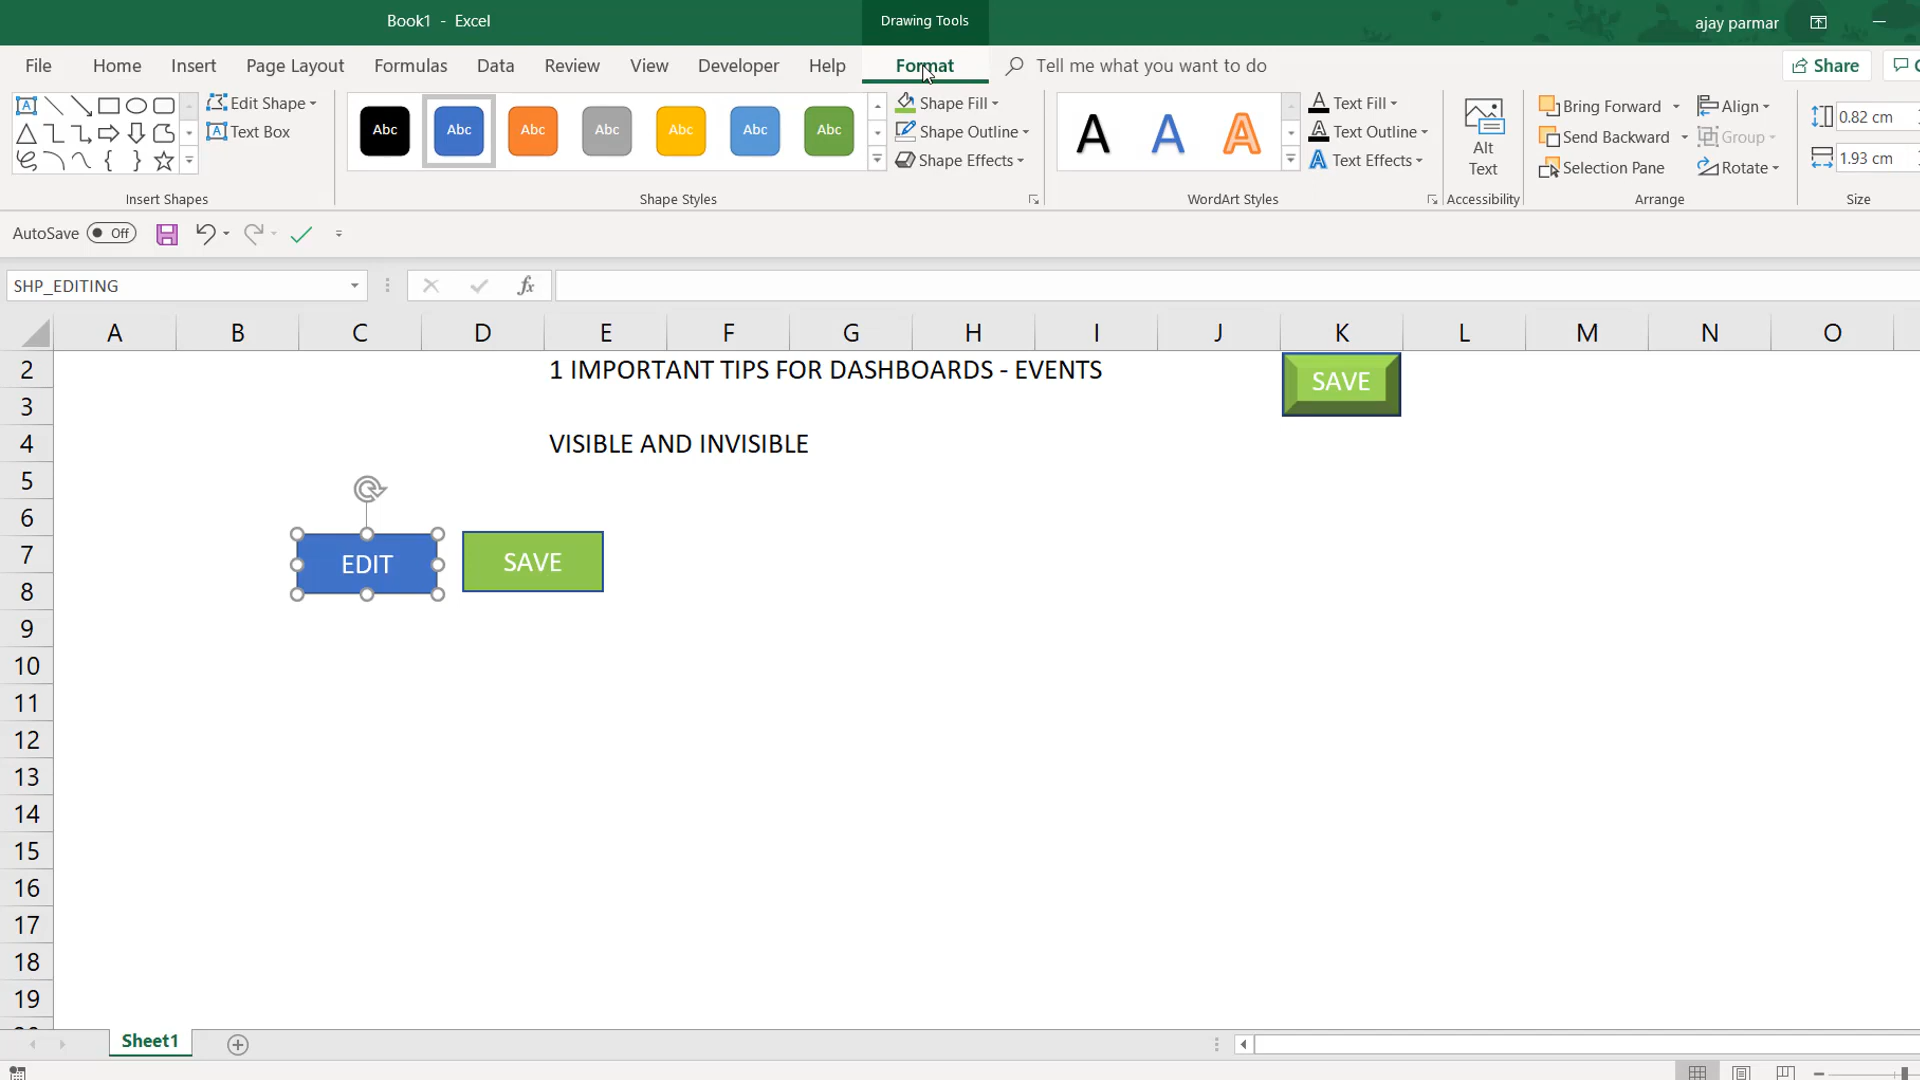 Book1 - Excel
Drawing Tools
ajay parmar
File Home Insert Page Layout Formulas Data Review View Developer Help Format Tell me what you want to do Share
Edit Shape
Text Box
Insert Shapes
Abc Abc Abc Abc Abc Abc Abc
Shape Fill
Shape Outline
Shape Effects
Shape Styles
A A A
Text Fill
Text Outline
Text Effects
WordArt Styles
Alt
Text
Accessibility
Bring Forward
Send Backward
Selection Pane
Align
Group
Rotate
Arrange
0.82 cm
1.93 cm
Size
AutoSave Off
SHP_EDITING
fx
A B C D E F G H I J K L M N O
2 1 IMPORTANT TIPS FOR DASHBOARDS - EVENTS
SAVE
3
4 VISIBLE AND INVISIBLE
5
6
7
EDIT SAVE
8
9
10
11
12
13
14
15
16
17
18
19
Sheet1